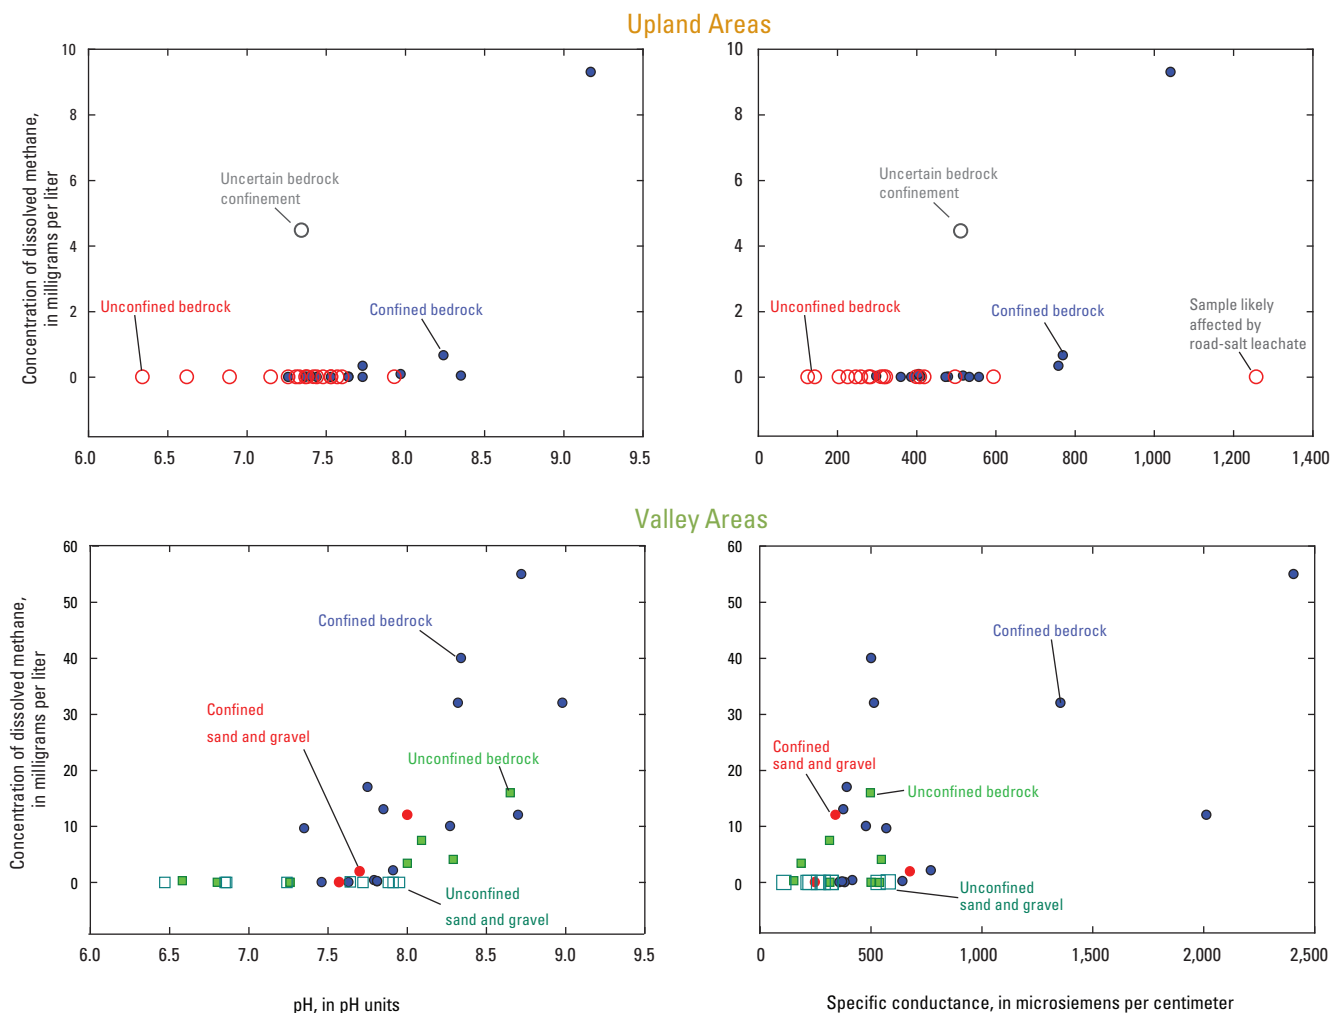 Upland Areas
Concentration of dissolved methane,
in milligrams per liter
10
8
6
4
2
0
Uncertain bedrock
confinement
Unconfined bedrock
Confined bedrock
6.0 6.5 7.0 7.5 8.0 8.5 9.0 9.5
10
8
6
4
2
0
Uncertain bedrock
confinement
Unconfined bedrock
Confined bedrock
Sample likely
affected by
road-salt leachate
0 200 400 600 800 1,000 1,200 1,400
Valley Areas
Concentration of dissolved methane,
in milligrams per liter
60
50
40
30
20
10
0
Confined bedrock
Confined
sand and gravel
Unconfined bedrock
Unconfined
sand and gravel
6.0 6.5 7.0 7.5 8.0 8.5 9.0 9.5
pH, in pH units
60
50
40
30
20
10
0
Confined bedrock
Confined
sand and gravel
Unconfined bedrock
Unconfined
sand and gravel
0 500 1,000 1,500 2,000 2,500
Specific conductance, in microsiemens per centimeter